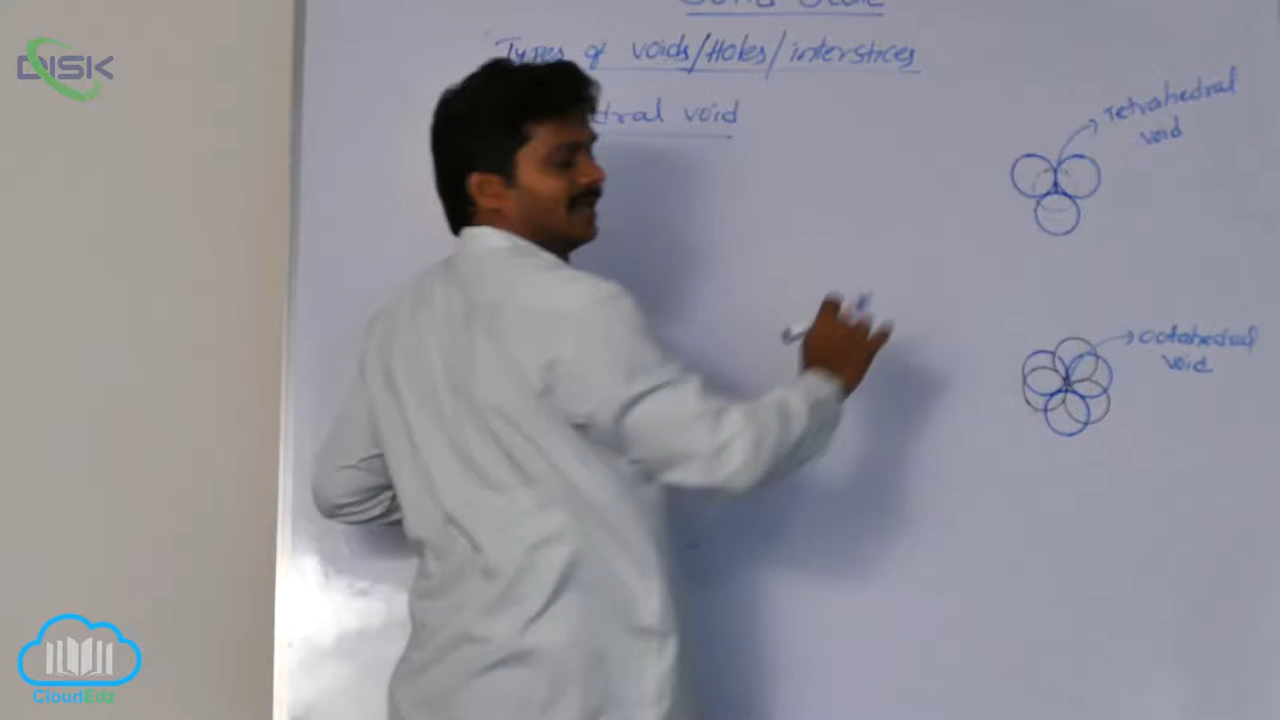 DISK
Types of voids/Holes/interstices
dral void
Tetrahedral
void
octahedral
void
CloudEdz